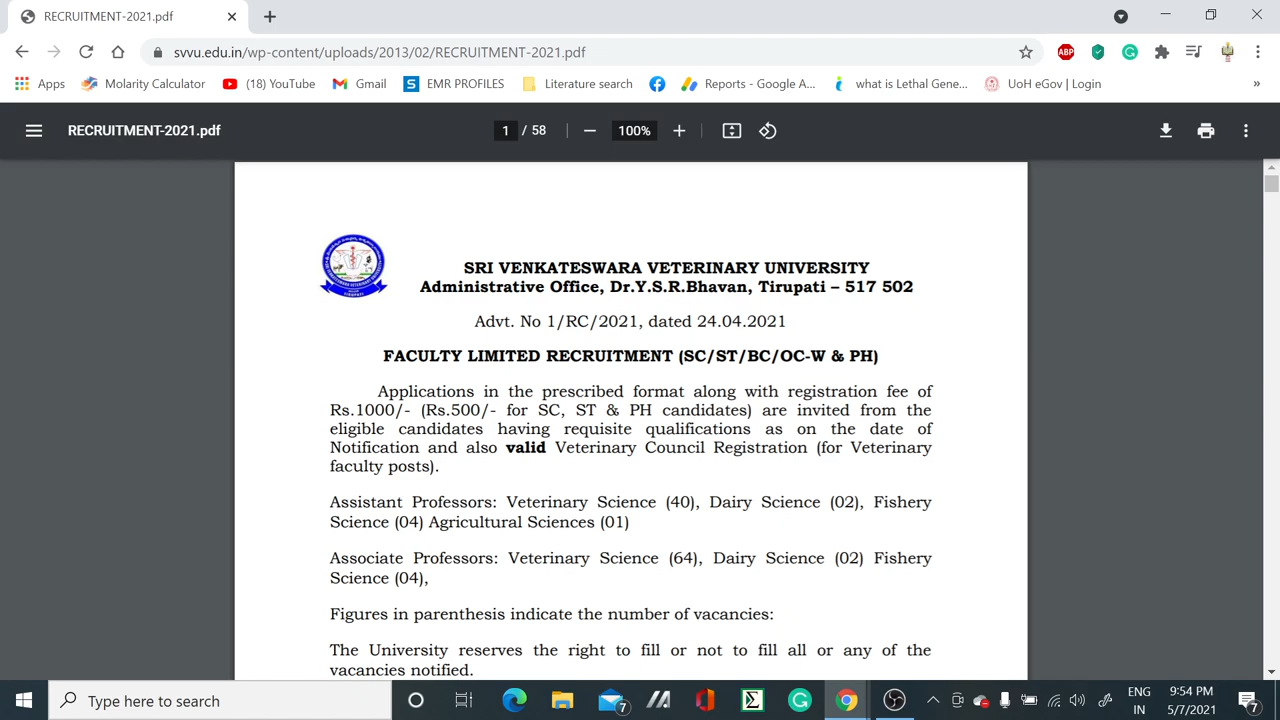 RECRUITMENT-2021.pdf
svvu.edu.in/wp-content/uploads/2013/02/RECRUITMENT-2021.pdf
ABP
Apps Molarity Calculator (18) YouTube Gmail EMR PROFILES Literature search Reports - Google A... what is Lethal Gene... UoH eGov | Login »
RECRUITMENT-2021.pdf 1 / 58 100%
SRI VENKATESWARA VETERINARY UNIVERSITY
Administrative Office, Dr.Y.S.R.Bhavan, Tirupati – 517 502
Advt. No 1/RC/2021, dated 24.04.2021
FACULTY LIMITED RECRUITMENT (SC/ST/BC/OC-W & PH)
Applications in the prescribed format along with registration fee of
Rs.1000/- (Rs.500/- for SC, ST & PH candidates) are invited from the
eligible candidates having requisite qualifications as on the date of
Notification and also valid Veterinary Council Registration (for Veterinary
faculty posts).
Assistant Professors: Veterinary Science (40), Dairy Science (02), Fishery
Science (04) Agricultural Sciences (01)
Associate Professors: Veterinary Science (64), Dairy Science (02) Fishery
Science (04),
Figures in parenthesis indicate the number of vacancies:
The University reserves the right to fill or not to fill all or any of the
vacancies notified.
Type here to search
7
ENG
IN
9:54 PM
5/7/2021
7